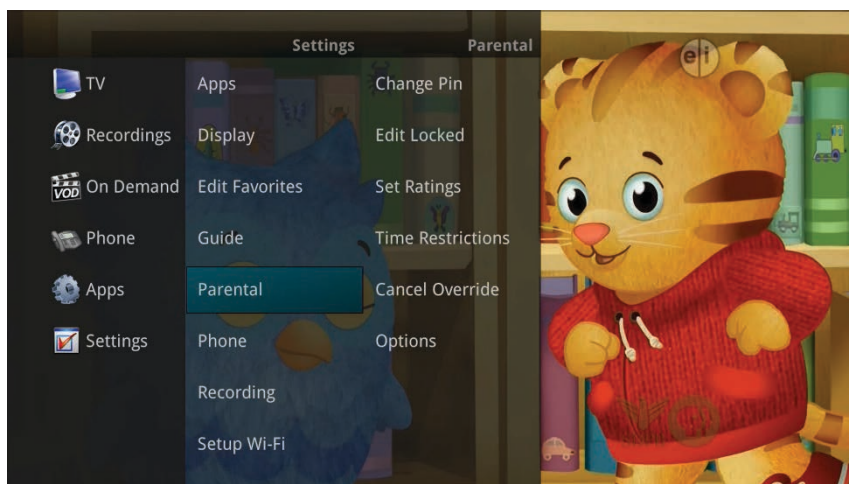 Settings
Parental
TV
Recordings
VOD
On Demand
Phone
Apps
Settings
Apps
Display
Edit Favorites
Guide
Parental
Phone
Recording
Setup Wi-Fi
Change Pin
Edit Locked
Set Ratings
Time Restrictions
Cancel Override
Options
e/i